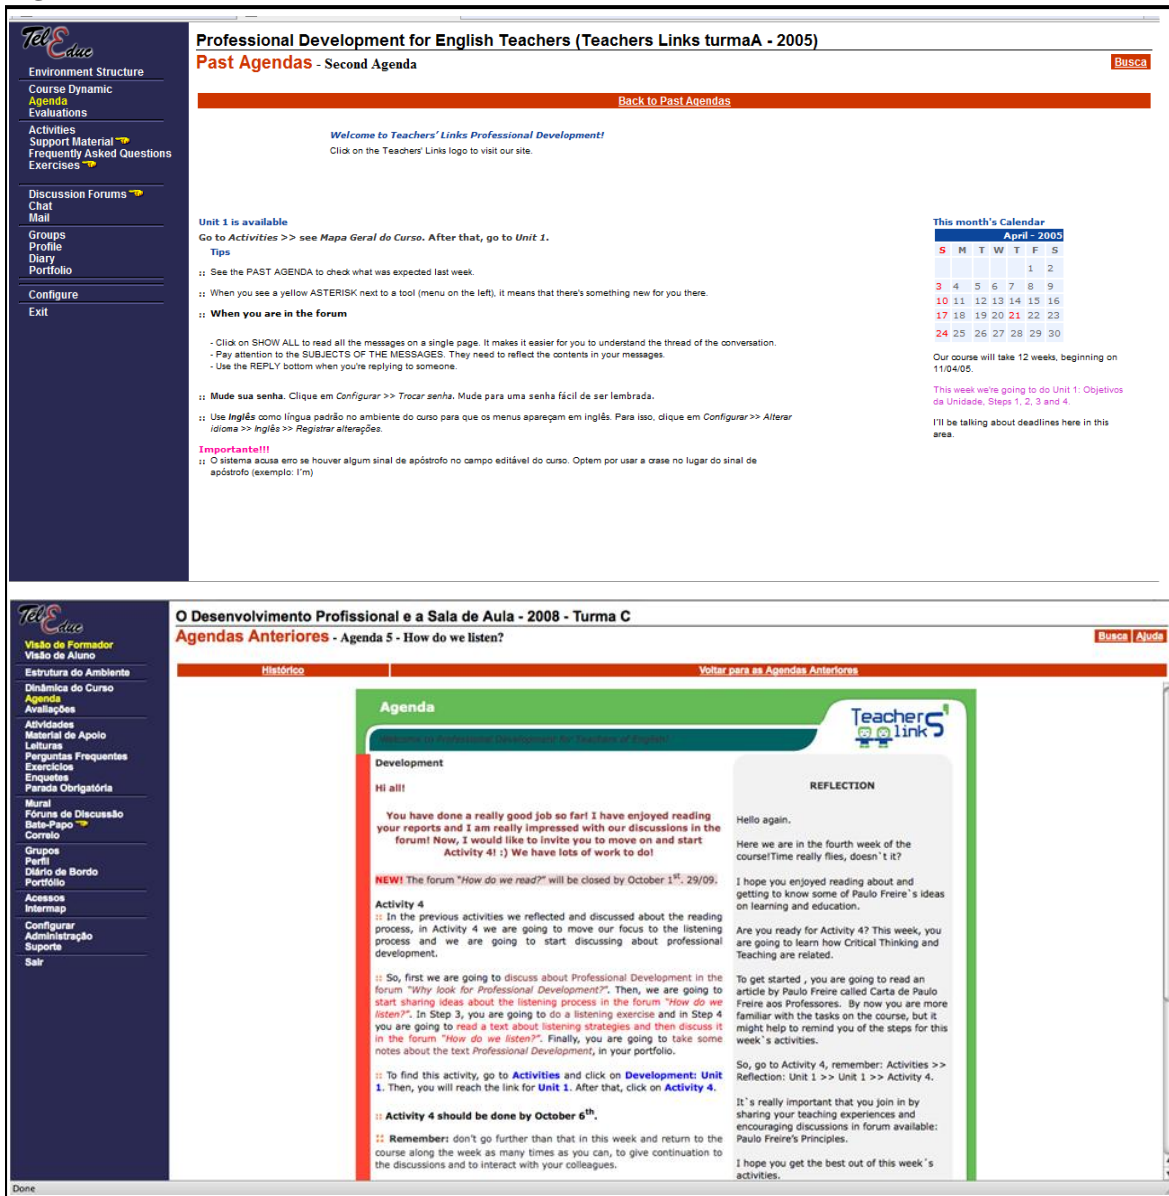 Tel Educ
Professional Development for English Teachers (Teachers Links turmaA - 2005)
Past Agendas - Second Agenda
Busca
Environment Structure
Course Dynamic
Agenda
Evaluations
Activities
Support Material
Frequently Asked Questions
Exercises
Discussion Forums
Chat
Mail
Groups
Profile
Diary
Portfolio
Configure
Exit
Back to Past Agendas
Welcome to Teachers' Links Professional Development!
Click on the Teachers' Links logo to visit our site.
Unit 1 is available
Go to Activities >> see Mapa Geral do Curso. After that, go to Unit 1.
Tips
:: See the PAST AGENDA to check what was expected last week.
:: When you see a yellow ASTERISK next to a tool (menu on the left), it means that there's something new for you there.
:: When you are in the forum
- Click on SHOW ALL to read all the messages on a single page. It makes it easier for you to understand the thread of the conversation.
- Pay attention to the SUBJECTS OF THE MESSAGES. They need to reflect the contents in your messages.
- Use the REPLY bottom when you're replying to someone.
:: Mude sua senha. Clique em Configurar >> Trocar senha. Mude para uma senha fácil de ser lembrada.
:: Use Inglês como língua padrão no ambiente do curso para que os menus apareçam em inglês. Para isso, clique em Configurar >> Alterar
idioma >> Inglês >> Registrar alterações.
Importante!!!
:: O sistema acusa erro se houver algum sinal de apóstrofo no campo editável do curso. Optem por usar a crase no lugar do sinal de
apóstrofo (exemplo: I'm)
This month's Calendar
April - 2005
S M T W T F S
1 2
3 4 5 6 7 8 9
10 11 12 13 14 15 16
17 18 19 20 21 22 23
24 25 26 27 28 29 30
Our course will take 12 weeks, beginning on
11/04/05.
This week we're going to do Unit 1: Objetivos
da Unidade, Steps 1, 2, 3 and 4.
I'll be talking about deadlines here in this
area.
Tel Educ
O Desenvolvimento Profissional e a Sala de Aula - 2008 - Turma C
Agendas Anteriores - Agenda 5 - How do we listen?
Busca Ajuda
Visão de Formador
Visão de Aluno
Estrutura do Ambiente
Dinâmica do Curso
Agenda
Avaliações
Atividades
Material de Apoio
Leituras
Perguntas Frequentes
Exercícios
Enquetes
Parada Obrigatória
Mural
Fóruns de Discussão
Bate-Papo
Correio
Grupos
Perfil
Diário de Bordo
Portfólio
Acessos
Intermap
Configurar
Administração
Suporte
Sair
Histórico
Voltar para as Agendas Anteriores
Agenda
Teachers' link
Welcome to Professional Development for Teachers of English!
Development
Hi all!
You have done a really good job so far! I have enjoyed reading
your reports and I am really impressed with our discussions in the
forum! Now, I would like to invite you to move on and start
Activity 4! :) We have lots of work to do!
NEW! The forum "How do we read?" will be closed by October 1st. 29/09.
Activity 4
:: In the previous activities we reflected and discussed about the reading
process, in Activity 4 we are going to move our focus to the listening
process and we are going to start discussing about professional
development.
:: So, first we are going to discuss about Professional Development in the
forum "Why look for Professional Development?". Then, we are going to
start sharing ideas about the listening process in the forum "How do we
listen?". In Step 3, you are going to do a listening exercise and in Step 4
you are going to read a text about listening strategies and then discuss it
in the forum "How do we listen?". Finally, you are going to take some
notes about the text Professional Development, in your portfolio.
:: To find this activity, go to Activities and click on Development: Unit
1. Then, you will reach the link for Unit 1. After that, click on Activity 4.
:: Activity 4 should be done by October 6th.
:: Remember: don't go further than that in this week and return to the
course along the week as many times as you can, to give continuation to
the discussions and to interact with your colleagues.
REFLECTION
Hello again.
Here we are in the fourth week of the
course!Time really flies, doesn`t it?
I hope you enjoyed reading about and
getting to know some of Paulo Freire`s ideas
on learning and education.
Are you ready for Activity 4? This week, you
are going to learn how Critical Thinking and
Teaching are related.
To get started , you are going to read an
article by Paulo Freire called Carta de Paulo
Freire aos Professores. By now you are more
familiar with the tasks on the course, but it
might help to remind you of the steps for this
week`s activities.
So, go to Activity 4, remember: Activities >>
Reflection: Unit 1 >> Unit 1 >> Activity 4.
It`s really important that you join in by
sharing your teaching experiences and
encouraging discussions in forum available:
Paulo Freire's Principles.
I hope you get the best out of this week`s
activities.
Done